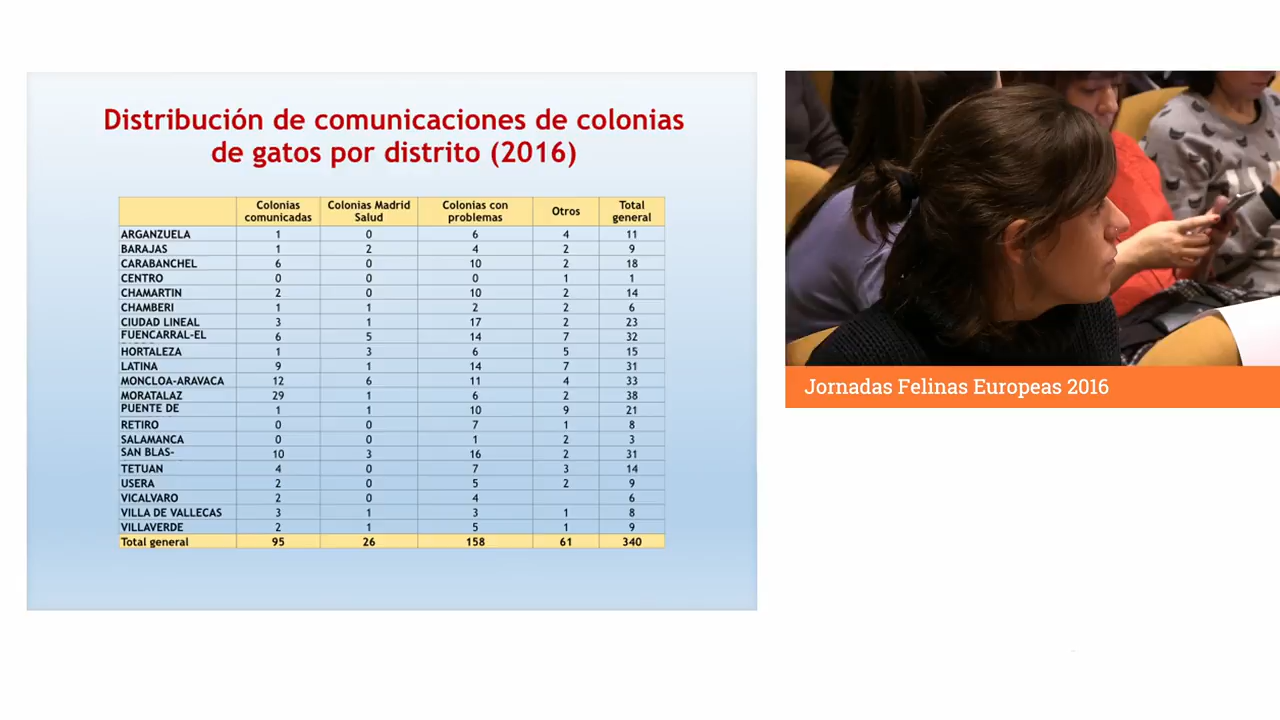 Distribución de comunicaciones de colonias
de gatos por distrito (2016)
Colonias comunicadas Colonias Madrid Salud Colonias con problemas Otros Total general
ARGANZUELA 1 0 6 4 11
BARAJAS 1 2 4 2 9
CARABANCHEL 6 0 10 2 18
CENTRO 0 0 0 1 1
CHAMARTIN 2 0 10 2 14
CHAMBERI 1 1 2 2 6
CIUDAD LINEAL 3 1 17 2 23
FUENCARRAL-EL 6 5 14 7 32
HORTALEZA 1 3 6 5 15
LATINA 9 1 14 7 31
MONCLOA-ARAVACA 12 6 11 4 33
MORATALAZ 29 1 6 2 38
PUENTE DE 1 1 10 9 21
RETIRO 0 0 7 1 8
SALAMANCA 0 0 1 2 3
SAN BLAS- 10 3 16 2 31
TETUAN 4 0 7 3 14
USERA 2 0 5 2 9
VICALVARO 2 0 4 6
VILLA DE VALLECAS 3 1 3 1 8
VILLAVERDE 2 1 5 1 9
Total general 95 26 158 61 340
Jornadas Felinas Europeas 2016